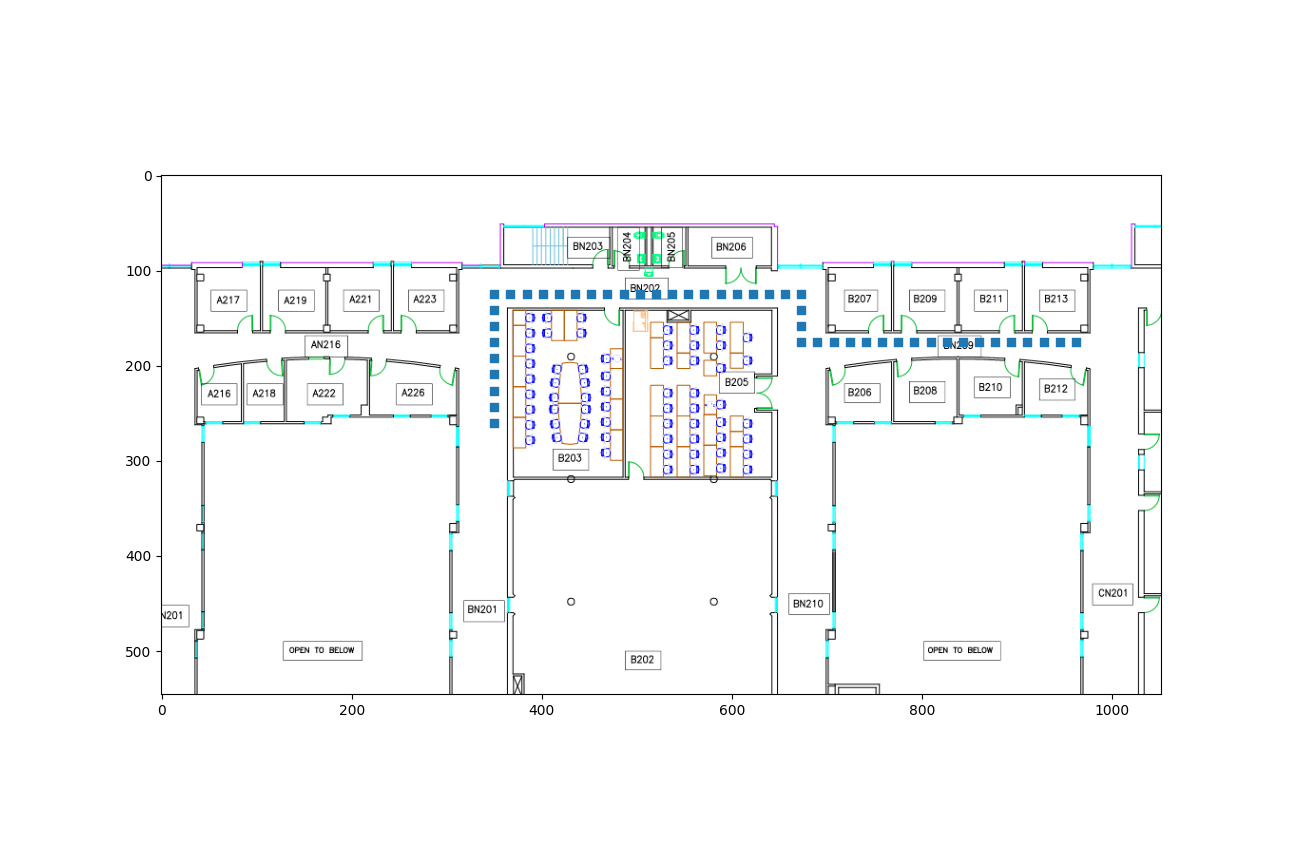 0
BN203
BN204
BN205
BN206
100
BN202
A217
A219
A221
A223
B207
B209
B211
B213
AN216
BN209
200
A216
A218
A222
A226
B205
B206
B208
B210
B212
300
B203
400
N201
BN201
BN210
CN201
500
OPEN TO BELOW
B202
OPEN TO BELOW
0
200
400
600
800
1000